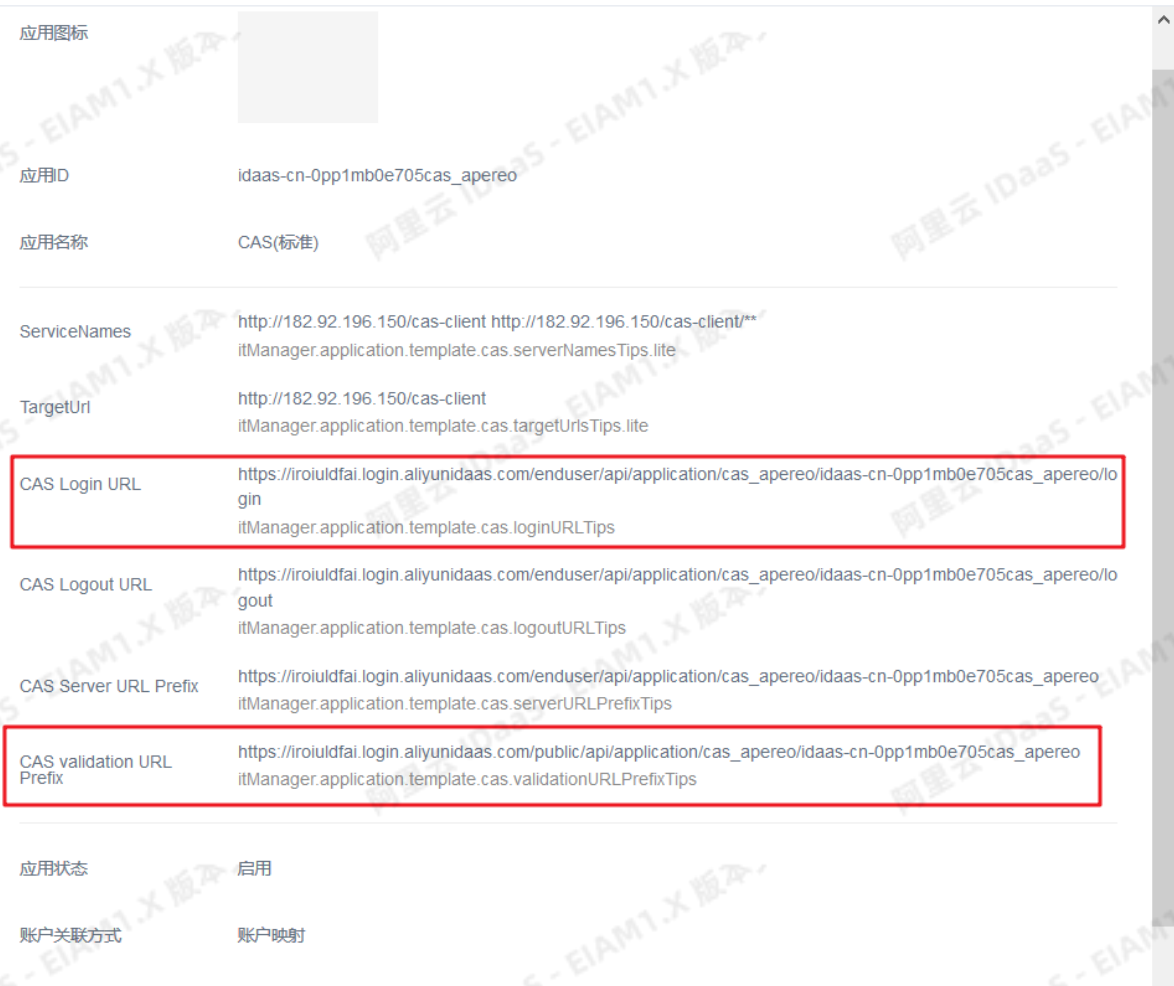 应用图标
应用ID
idaas-cn-0pp1mb0e705cas_apereo
应用名称
CAS(标准)
ServiceNames
http://182.92.196.150/cas-client http://182.92.196.150/cas-client/**
itManager.application.template.cas.serverNamesTips.lite
TargetUrl
http://182.92.196.150/cas-client
itManager.application.template.cas.targetUrlsTips.lite
CAS Login URL
https://iroiuldfai.login.aliyunidaas.com/enduser/api/application/cas_apereo/idaas-cn-0pp1mb0e705cas_apereo/lo
gin
itManager.application.template.cas.loginURLTips
CAS Logout URL
https://iroiuldfai.login.aliyunidaas.com/enduser/api/application/cas_apereo/idaas-cn-0pp1mb0e705cas_apereo/lo
gout
itManager.application.template.cas.logoutURLTips
CAS Server URL Prefix
https://iroiuldfai.login.aliyunidaas.com/enduser/api/application/cas_apereo/idaas-cn-0pp1mb0e705cas_apereo
itManager.application.template.cas.serverURLPrefixTips
CAS validation URL
Prefix
https://iroiuldfai.login.aliyunidaas.com/public/api/application/cas_apereo/idaas-cn-0pp1mb0e705cas_apereo
itManager.application.template.cas.validationURLPrefixTips
应用状态
启用
账户关联方式
账户映射
阿里云 IDaaS - EIAM1.X 版本